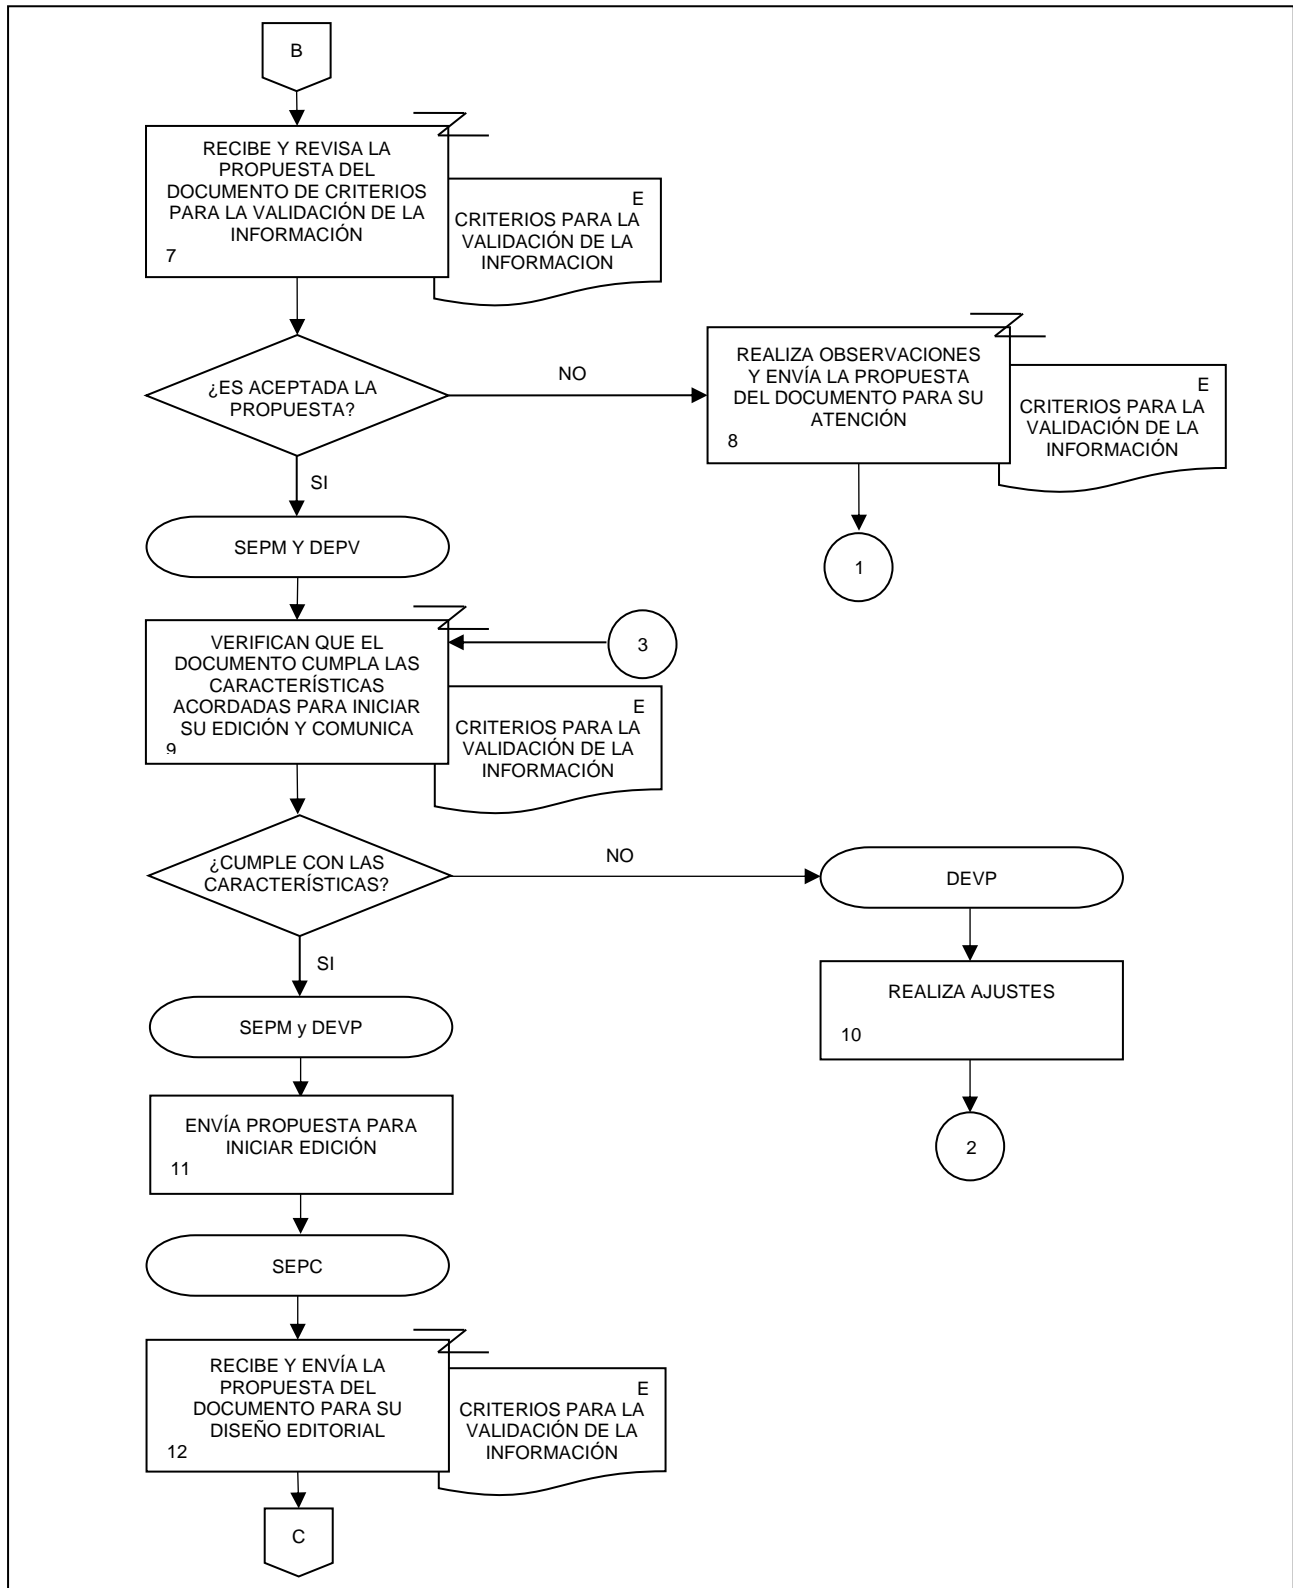 B
RECIBE Y REVISA LA
PROPUESTA DEL
DOCUMENTO DE CRITERIOS
PARA LA VALIDACIÓN DE LA
INFORMACIÓN
7
E
CRITERIOS PARA LA
VALIDACIÓN DE LA
INFORMACION
¿ES ACEPTADA LA
PROPUESTA?
NO
REALIZA OBSERVACIONES
Y ENVÍA LA PROPUESTA
DEL DOCUMENTO PARA SU
ATENCIÓN
8
E
CRITERIOS PARA LA
VALIDACIÓN DE LA
INFORMACIÓN
1
SI
SEPM Y DEPV
VERIFICAN QUE EL
DOCUMENTO CUMPLA LAS
CARACTERÍSTICAS
ACORDADAS PARA INICIAR
SU EDICIÓN Y COMUNICA
9
3
E
CRITERIOS PARA LA
VALIDACIÓN DE LA
INFORMACIÓN
¿CUMPLE CON LAS
CARACTERÍSTICAS?
NO
DEVP
REALIZA AJUSTES
10
2
SI
SEPM y DEVP
ENVÍA PROPUESTA PARA
INICIAR EDICIÓN
11
SEPC
RECIBE Y ENVÍA LA
PROPUESTA DEL
DOCUMENTO PARA SU
DISEÑO EDITORIAL
12
E
CRITERIOS PARA LA
VALIDACIÓN DE LA
INFORMACIÓN
C